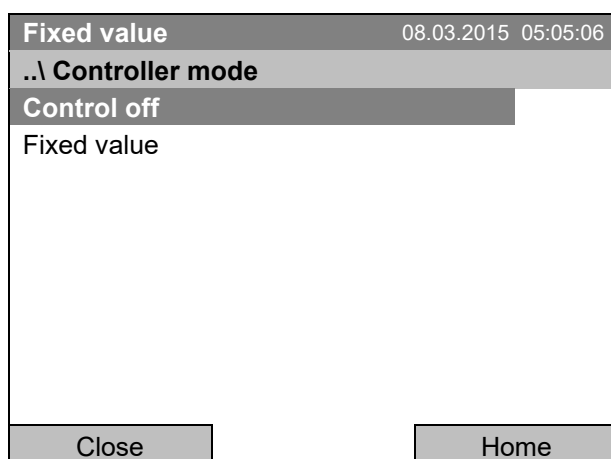 Fixed value 08.03.2015 05:05:06
..\ Controller mode
Control off
Fixed value
Close Home